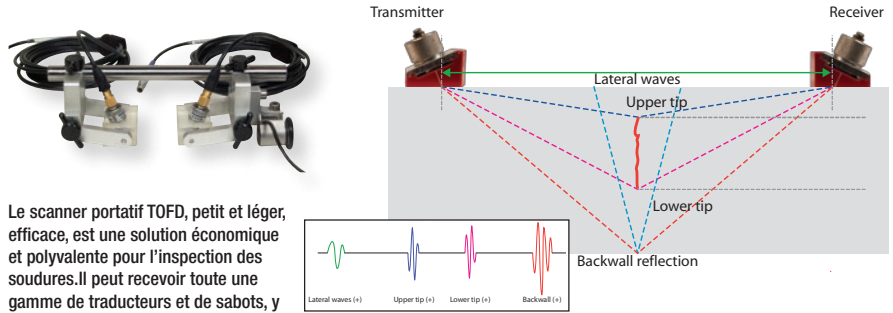 Transmitter
Receiver
Lateral waves
Upper tip
Lower tip
Backwall reflection
Le scanner portatif TOFD, petit et léger,
efficace, est une solution économique
et polyvalente pour l'inspection des
soudures.Il peut recevoir toute une
gamme de traducteurs et de sabots, y
Lateral waves (+)
Upper tip (+)
Lower tip (+)
Backwall (+)